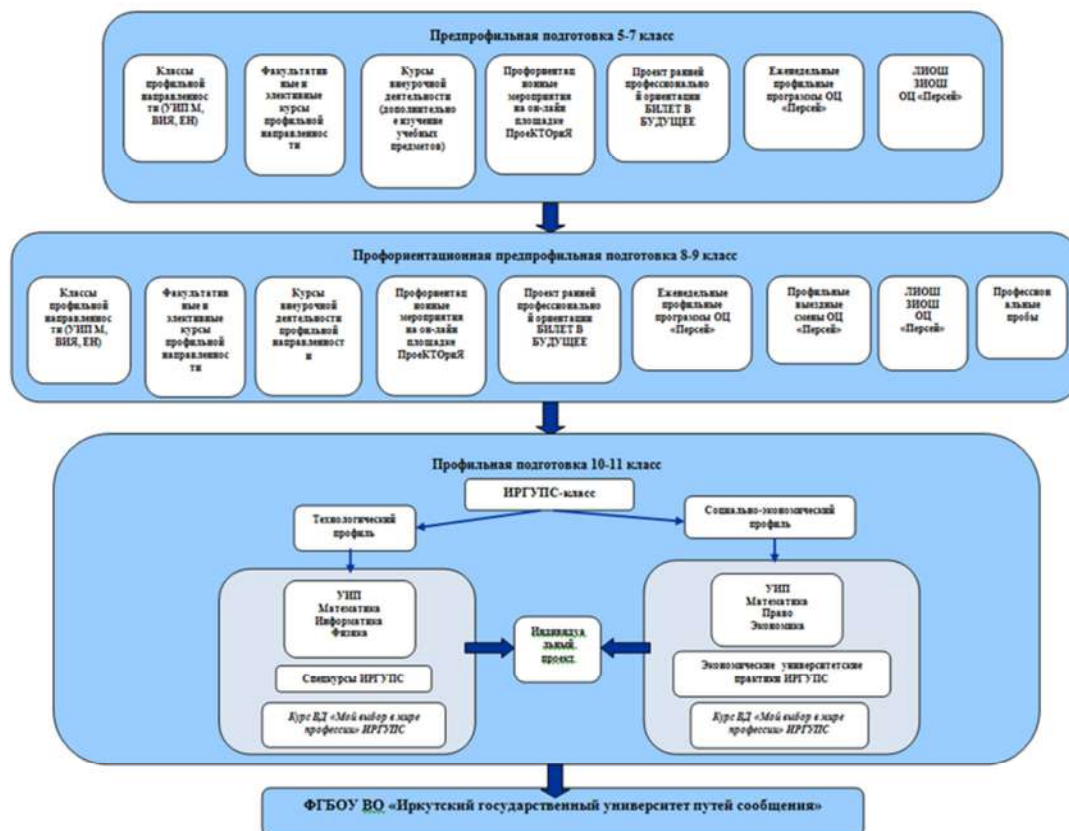 Предпрофильная подготовка 5-7 класс
Классы
профильной
направленнос
ти (УИП М,
ВИЯ, ЕН)
Факультатив
ные и
элективные
курсы
профильной
направленнос
ти
Курсы
внеурочной
деятельности
(дополнительно
е изучение
учебных
предметов)
Профориентац
ионные
мероприятия
на он-лайн
площадке
ПроеКТОриЯ
Проект ранней
профессиональной
ориентации
БИЛЕТ В
БУДУЩЕЕ
Еженедельные
профильные
программы ОЦ
«Персей»
ЛИОШ
ЗИОШ
ОЦ «Персей»
Профориентационная предпрофильная подготовка 8-9 класс
Классы
профильной
направленнос
ти (УИП М,
ВИЯ, ЕН)
Факультатив
ные и
элективные
курсы
профильной
направленнос
ти
Курсы
внеурочной
деятельности
профильной
направленност
и
Профориентац
ионные
мероприятия
на он-лайн
площадке
ПроеКТОриЯ
Проект ранней
профессионально
й ориентации
БИЛЕТ В
БУДУЩЕЕ
Еженедельные
профильные
программы ОЦ
«Персей»
Профильные
выездные
смены ОЦ
«Персей»
ЛИОШ
ЗИОШ
ОЦ
«Персей»
Профессион
альные
пробы
Профильная подготовка 10-11 класс
ИРГУПС-класс
Технологический
профиль
Социально-экономический
профиль
УИП
Математика
Информатика
Физика
Спецкурсы ИРГУПС
Курс ВД «Мой выбор в мире
профессии» ИРГУПС
Индивидуа
льный
проект
УИП
Математика
Право
Экономика
Экономические университетские
практики ИРГУПС
Курс ВД «Мой выбор в мире
профессии» ИРГУПС
ФГБОУ ВО «Иркутский государственный университет путей сообщения»